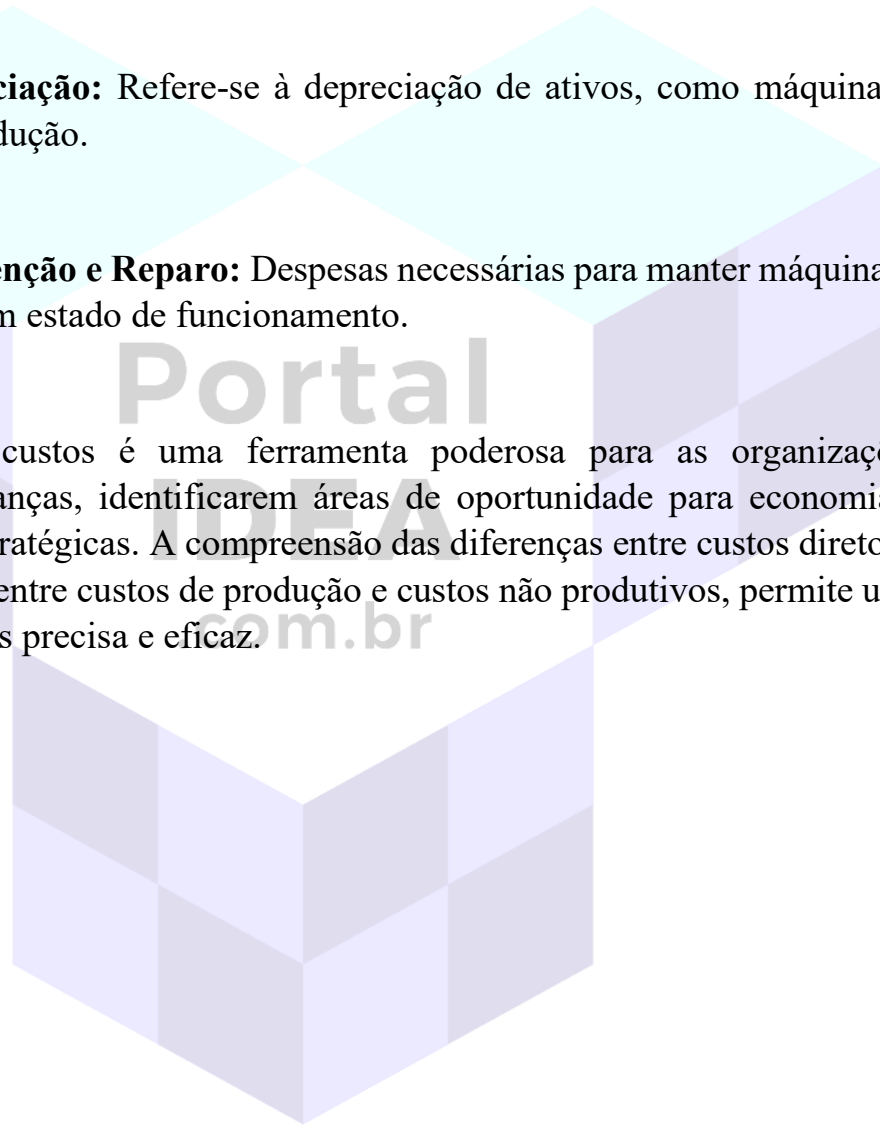 ciação: Refere-se à depreciação de ativos, como máquina
dução.
enção e Reparo: Despesas necessárias para manter máquina
m estado de funcionamento.
Portal
custos é uma ferramenta poderosa para as organizaçõ
anças, identificarem áreas de oportunidade para economia
IDEA
tratégicas. A compreensão das diferenças entre custos direto
entre custos de produção e custos não produtivos, permite u
s precisa e eficaz.
.com.br